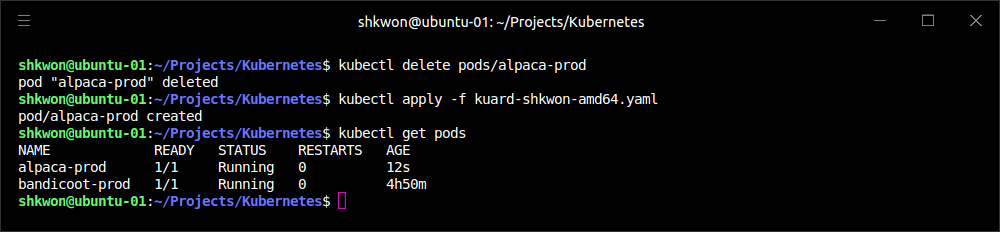 shkwon@ubuntu-01: ~/Projects/Kubernetes
shkwon@ubuntu-01:~/Projects/Kubernetes$ kubectl delete pods/alpaca-prod
pod "alpaca-prod" deleted
shkwon@ubuntu-01:~/Projects/Kubernetes$ kubectl apply -f kuard-shkwon-amd64.yaml
pod/alpaca-prod created
shkwon@ubuntu-01:~/Projects/Kubernetes$ kubectl get pods
NAME             READY   STATUS    RESTARTS   AGE
alpaca-prod      1/1     Running   0          12s
bandicoot-prod   1/1     Running   0          4h50m
shkwon@ubuntu-01:~/Projects/Kubernetes$